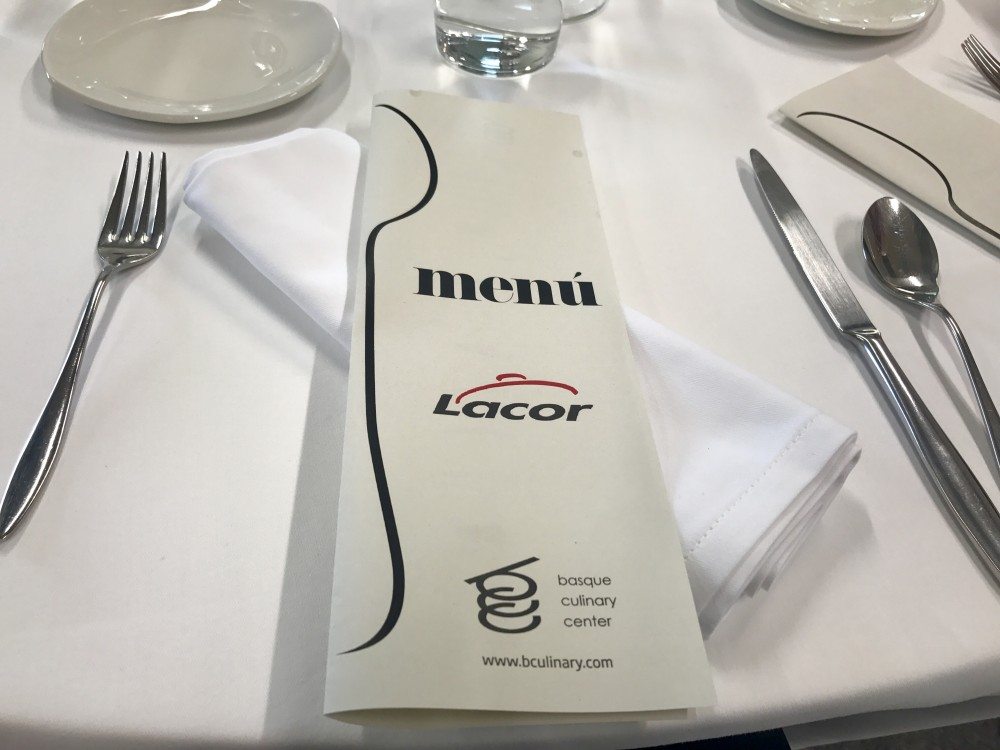 menú
Lacor
basque
culinary
center
www.bculinary.com